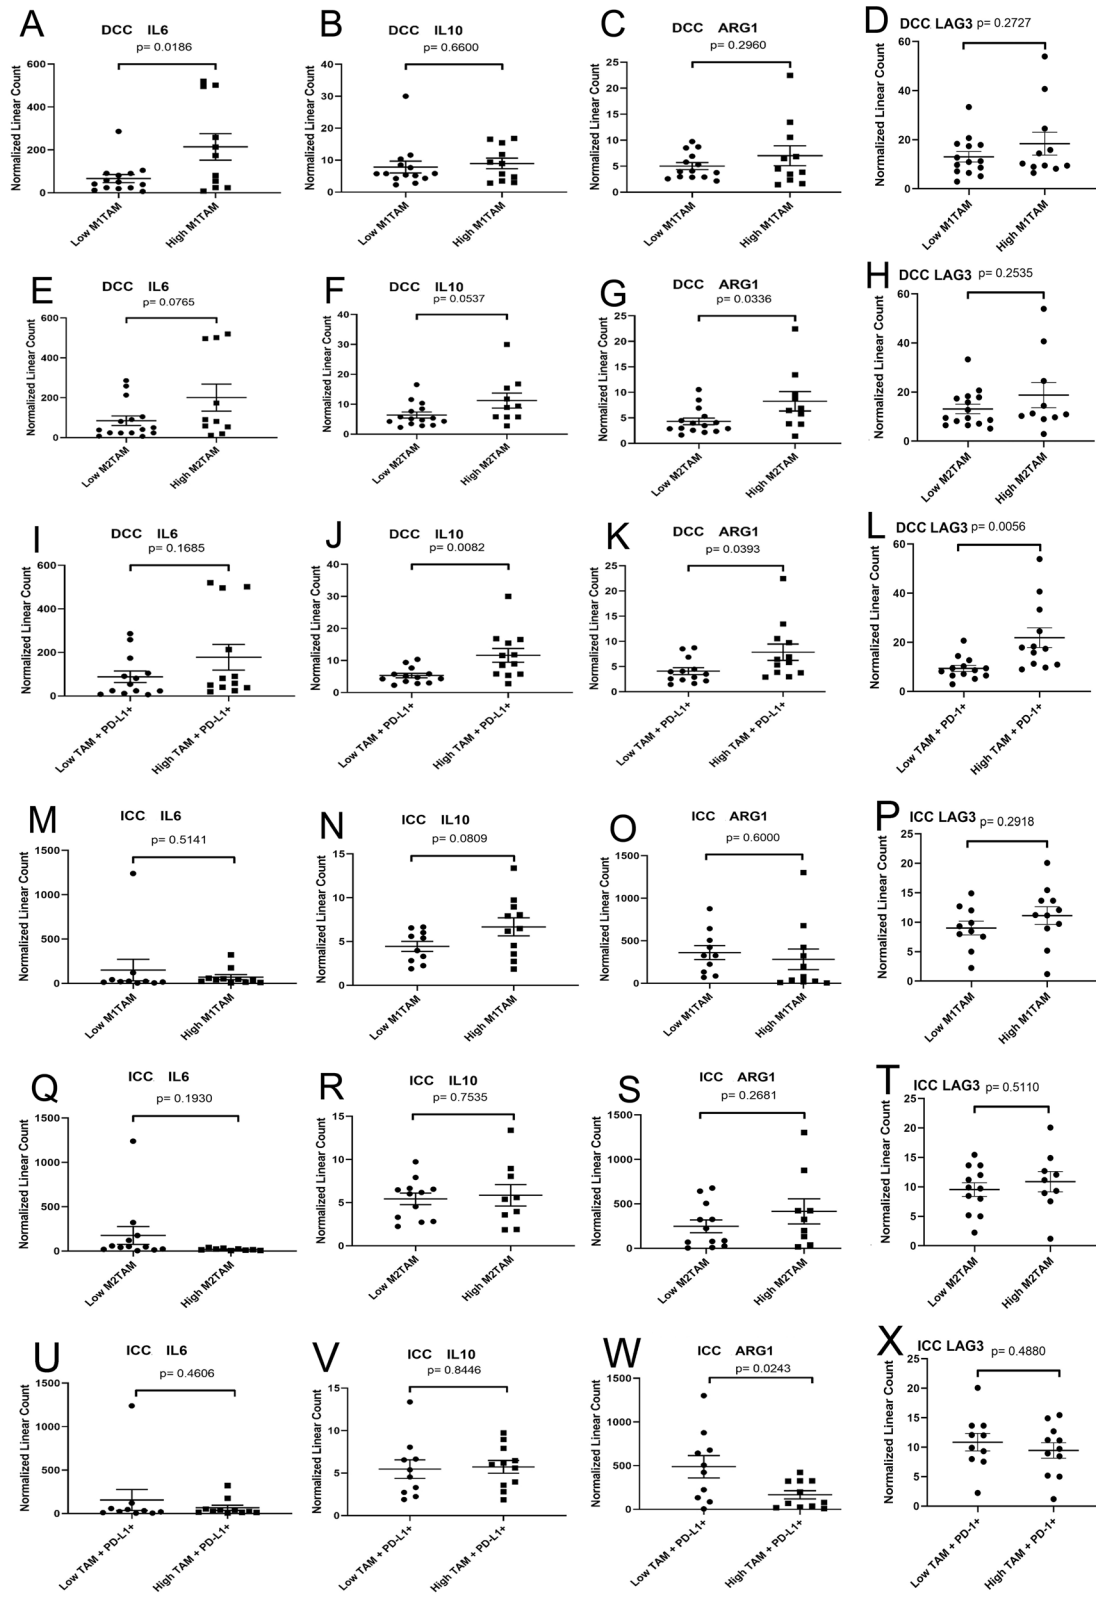 A
DCC IL6
p= 0.0186
Normalized Linear Count
600
400
200
0
Low M1TAM
High M1TAM
B
DCC IL10
p= 0.6600
Normalized Linear Count
40
30
20
10
0
Low M1TAM
High M1TAM
C
DCC ARG1
p= 0.2960
Normalized Linear Count
25
20
15
10
5
0
Low M1TAM
High M1TAM
D
DCC LAG3 p= 0.2727
Normalized Linear Count
60
40
20
0
Low M1TAM
High M1TAM
E
DCC IL6
p= 0.0765
Normalized Linear Count
600
400
200
0
Low M2TAM
High M2TAM
F
DCC IL10
p= 0.0537
Normalized Linear Count
40
30
20
10
0
Low M2TAM
High M2TAM
G
DCC ARG1
p= 0.0336
Normalized Linear Count
25
20
15
10
5
0
Low M2TAM
High M2TAM
H
DCC LAG3 p= 0.2535
Normalized Linear Count
60
40
20
0
Low M2TAM
High M2TAM
I
DCC IL6
p= 0.1685
Normalized Linear Count
600
400
200
0
Low TAM + PD-L1+
High TAM + PD-L1+
J
DCC IL10
p= 0.0082
Normalized Linear Count
40
30
20
10
0
Low TAM + PD-L1+
High TAM + PD-L1+
K
DCC ARG1
p= 0.0393
Normalized Linear Count
25
20
15
10
5
0
Low TAM + PD-L1+
High TAM + PD-L1+
L
DCC LAG3 p= 0.0056
Normalized Linear Count
60
40
20
0
Low TAM + PD-1+
High TAM + PD-1+
M
ICC IL6
p= 0.5141
Normalized Linear Count
1500
1000
500
0
Low M1TAM
High M1TAM
N
ICC IL10
p= 0.0809
Normalized Linear Count
15
10
5
0
Low M1TAM
High M1TAM
O
ICC ARG1
p= 0.6000
Normalized Linear Count
1500
1000
500
0
Low M1TAM
High M1TAM
P
ICC LAG3 p= 0.2918
Normalized Linear Count
25
20
15
10
5
0
Low M1TAM
High M1TAM
Q
ICC IL6
p= 0.1930
Normalized Linear Count
1500
1000
500
0
Low M2TAM
High M2TAM
R
ICC IL10
p= 0.7535
Normalized Linear Count
15
10
5
0
Low M2TAM
High M2TAM
S
ICC ARG1
p= 0.2681
Normalized Linear Count
1500
1000
500
0
Low M2TAM
High M2TAM
T
ICC LAG3 p= 0.5110
Normalized Linear Count
25
20
15
10
5
0
Low M2TAM
High M2TAM
U
ICC IL6
p= 0.4606
Normalized Linear Count
1500
1000
500
0
Low TAM + PD-L1+
High TAM + PD-L1+
V
ICC IL10
p= 0.8446
Normalized Linear Count
15
10
5
0
Low TAM + PD-L1+
High TAM + PD-L1+
W
ICC ARG1
p= 0.0243
Normalized Linear Count
1500
1000
500
0
Low TAM + PD-L1+
High TAM + PD-L1+
X
ICC LAG3 p= 0.4880
Normalized Linear Count
25
20
15
10
5
0
Low TAM + PD-1+
High TAM + PD-1+